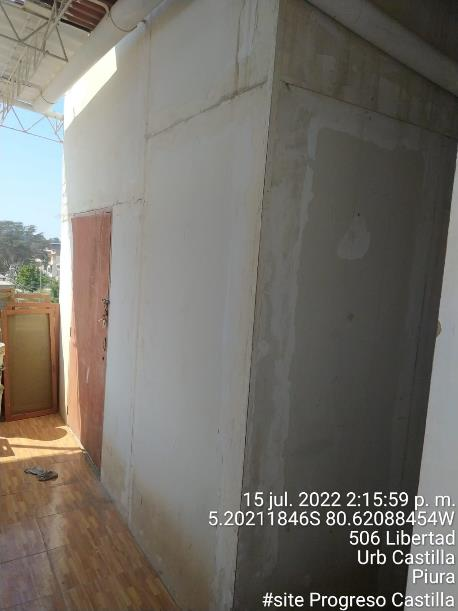 15 jul. 2022 2:15:59 p. m.
5.20211846S 80.62088454W
506 Libertad
Urb Castilla
Piura
#site Progreso Castilla